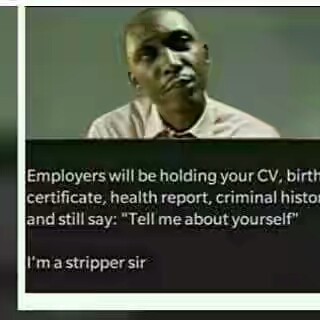 Employers will be holding your CV, birth
certificate, health report, criminal histor
and still say: "Tell me about yourself"
I'm a stripper sir